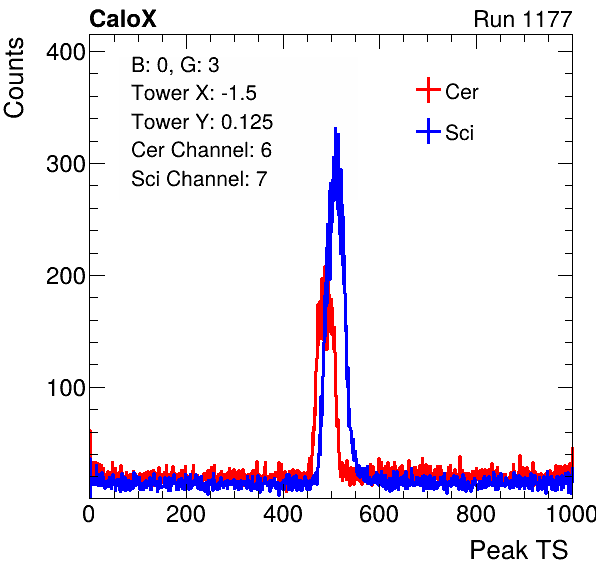 CaloX
Run 1177
Counts
400
300
200
100
B: 0, G: 3
Tower X: -1.5
Tower Y: 0.125
Cer Channel: 6
Sci Channel: 7
Cer
Sci
0 200 400 600 800 1000
Peak TS